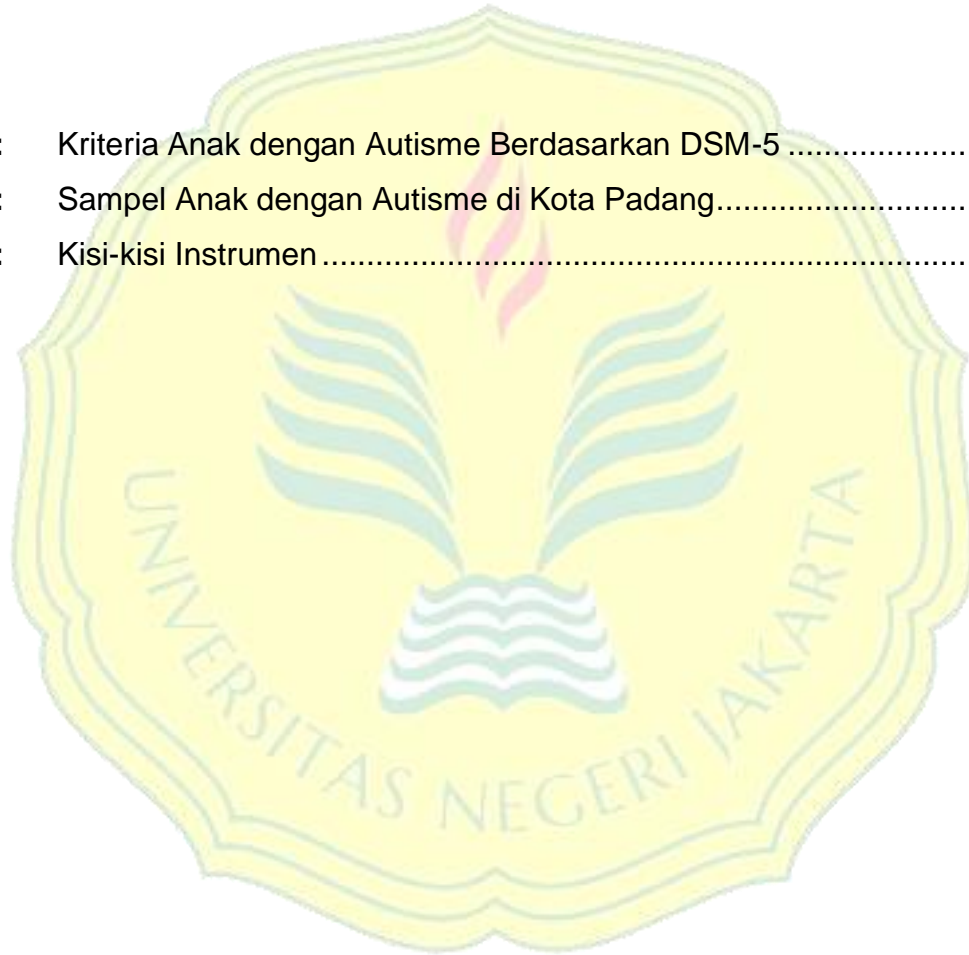 : Kriteria Anak dengan Autisme Berdasarkan DSM-5 ....................
: Sampel Anak dengan Autisme di Kota Padang............................
: Kisi-kisi Instrumen ........................................................................
UNIVERSITAS NEGERI JAKARTA